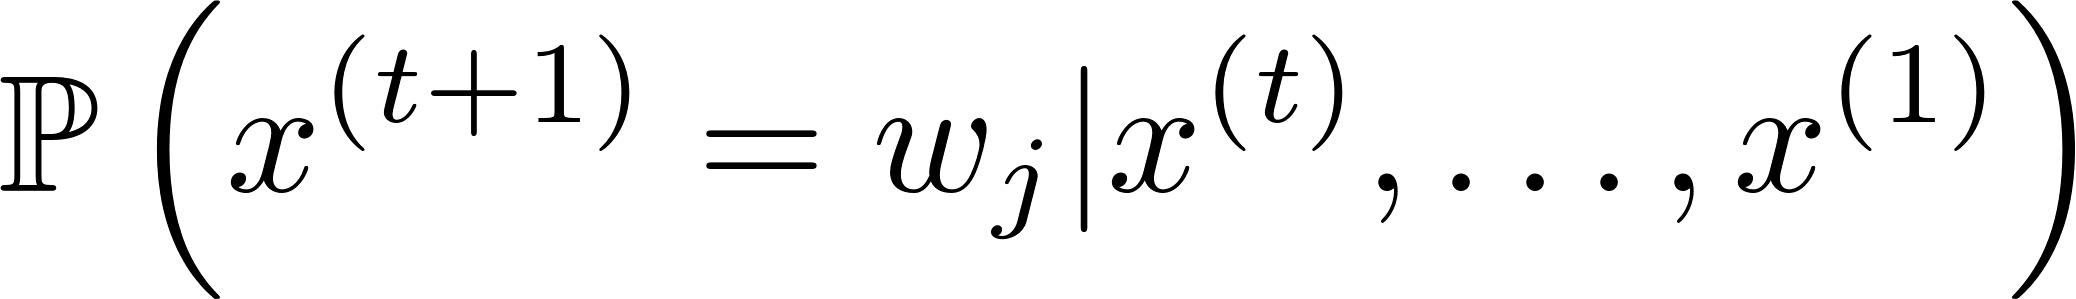 ℙ(x^{(t+1)} = w_j|x^{(t)}, . . . , x^{(1)})